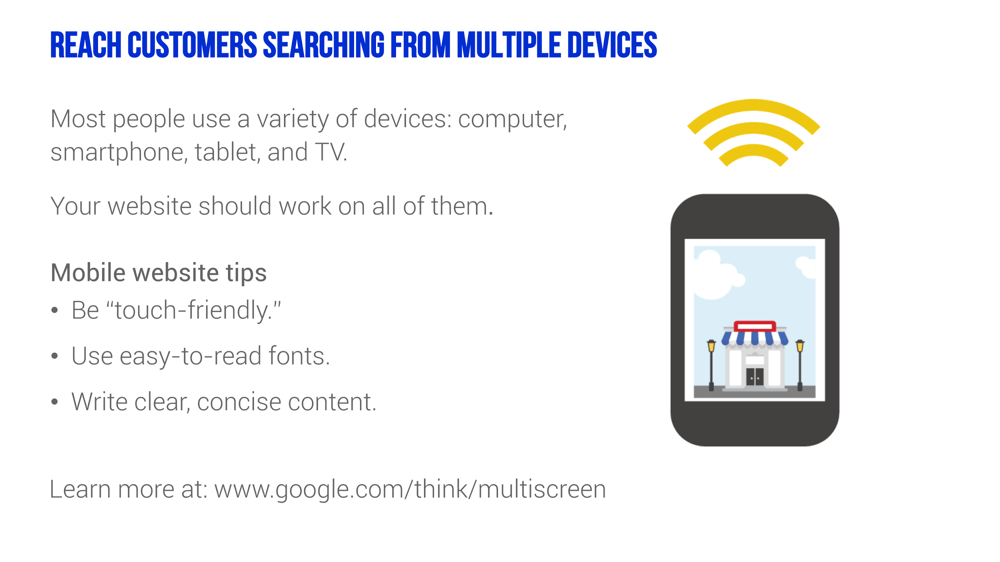 REACH CUSTOMERS SEARCHING FROM MULTIPLE DEVICES
Most people use a variety of devices: computer,
smartphone, tablet, and TV.
Your website should work on all of them.
Mobile website tips
• Be “touch-friendly.”
• Use easy-to-read fonts.
• Write clear, concise content.
Learn more at: www.google.com/think/multiscreen